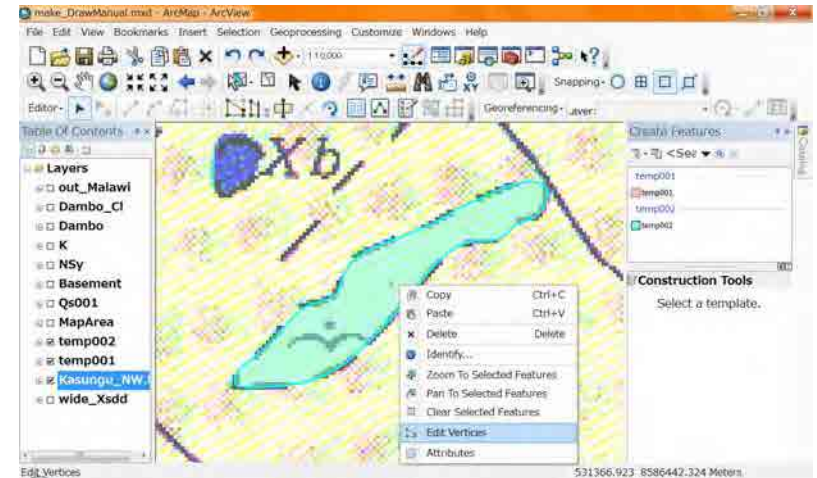 make_DrawManual.mxd - ArcMap - ArcView
File Edit View Bookmarks Insert Selection Geoprocessing Customize Windows Help
Snapping-
Editor-
Georeferencing- Layer:
Table Of Contents
Layers
out_Malawi
Dambo_Cl
Dambo
K
NSy
Basement
Qs001
MapArea
temp002
temp001
Kasungu_NW.
wide_Xsdd
Xb
Copy Ctrl+C
Paste Ctrl+V
Delete Delete
Identify...
Zoom To Selected Features
Pan To Selected Features
Clear Selected Features
Edit Vertices
Attributes
Create Features
temp001
temp001
temp002
temp002
Construction Tools
Select a template.
Catalog
Edit Vertices
531366.923 8586442.324 Meters